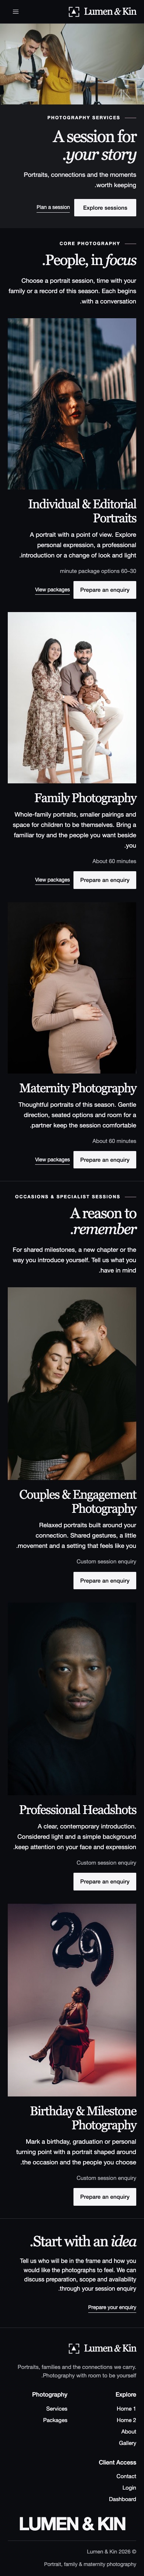 Lumen & Kin
PHOTOGRAPHY SERVICES
A session for
.your story
Portraits, connections and the moments
.worth keeping
Explore sessions
Plan a session
CORE PHOTOGRAPHY
.People, in focus
Choose a portrait session, time with your
family or a record of this season. Each begins
.with a conversation
Individual & Editorial
Portraits
A portrait with a point of view. Explore
personal expression, a professional
.introduction or a change of look and light
minute package options 60–30
Prepare an enquiry
View packages
Family Photography
Whole-family portraits, smaller pairings and
space for children to be themselves. Bring a
familiar toy and the people you want beside
.you
About 60 minutes
Prepare an enquiry
View packages
Maternity Photography
Thoughtful portraits of this season. Gentle
direction, seated options and room for a
.partner keep the session comfortable
About 60 minutes
Prepare an enquiry
View packages
OCCASIONS & SPECIALIST SESSIONS
A reason to
.remember
For shared milestones, a new chapter or the
way you introduce yourself. Tell us what you
.have in mind
Couples & Engagement
Photography
Relaxed portraits built around your
connection. Shared gestures, a little
.movement and a setting that feels like you
Custom session enquiry
Prepare an enquiry
Professional Headshots
A clear, contemporary introduction.
Considered light and a simple background
.keep attention on your face and expression
Custom session enquiry
Prepare an enquiry
29
Birthday & Milestone
Photography
Mark a birthday, graduation or personal
turning point with a portrait shaped around
.the occasion and the people you choose
Custom session enquiry
Prepare an enquiry
.Start with an idea
Tell us who will be in the frame and how you
would like the photographs to feel. We can
discuss preparation, scope and availability
.through your session enquiry
Prepare your enquiry
Lumen & Kin
Portraits, families and the connections we carry.
.Photography with room to be yourself
Explore
Home 1
Home 2
About
Gallery
Photography
Services
Packages
Client Access
Contact
Login
Dashboard
LUMEN & KIN
Lumen & Kin 2026 ©
Portrait, family & maternity photography